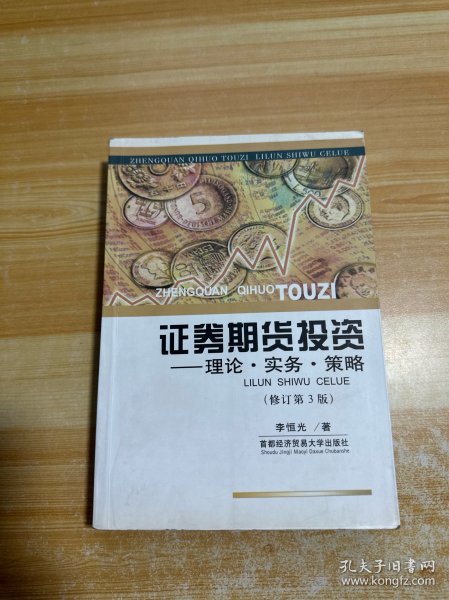 ZHENGQUAN QIHUO TOUZI LILUN SHIWU CELUE
ZHENGQUAN QIHUO TOUZI
证券期货投资
——理论·实务·策略
LILUN SHIWU CELUE
(修订第3版)
李恒光 / 著
首都经济贸易大学出版社
Shoudu Jingji Maoyi Daxue Chubanshe
孔夫子旧书网
www.kongfz.com